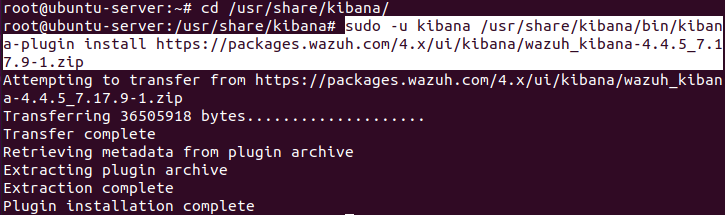 root@ubuntu-server:~# cd /usr/share/kibana/
root@ubuntu-server:/usr/share/kibana# sudo -u kibana /usr/share/kibana/bin/kiban
a-plugin install https://packages.wazuh.com/4.x/ui/kibana/wazuh_kibana-4.4.5_7.1
7.9-1.zip
Attempting to transfer from https://packages.wazuh.com/4.x/ui/kibana/wazuh_kiban
a-4.4.5_7.17.9-1.zip
Transferring 36505918 bytes....................
Transfer complete
Retrieving metadata from plugin archive
Extracting plugin archive
Extraction complete
Plugin installation complete